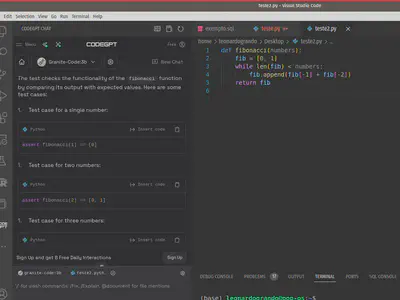 teste2.py - Visual Studio Code
Edit Selection View Go Run Terminal Help
CODEGPT: CHAT
Menu
CODEGPT
Free
Granite-Code:3b
New Chat
The test checks the functionality of the fibonacci function
by comparing its output with expected values. Here are some
test cases:
1. Test case for a single number:
Python
Insert code
assert fibonacci(1) == [0]
1. Test case for two numbers:
Python
Insert code
assert fibonacci(2) == [0, 1]
1. Test case for three numbers:
Python
Insert code
Sign up and get 8 Free Daily Interactions
Sign Up
granite-code:3b
teste2.py
exemplo.sql
teste.py
teste2.py
home > leonardogrando > Desktop > teste2.py > ...
1 def fibonacci(numers):
2 fib = [0, 1]
3 while len(fib) < numers:
4 fib.append(fib[-1] + fib[-2])
5 return fib
6
DEBUG CONSOLE
PROBLEMS
OUTPUT
TERMINAL
PORTS
(base) leonardogrando@pop-os:~$